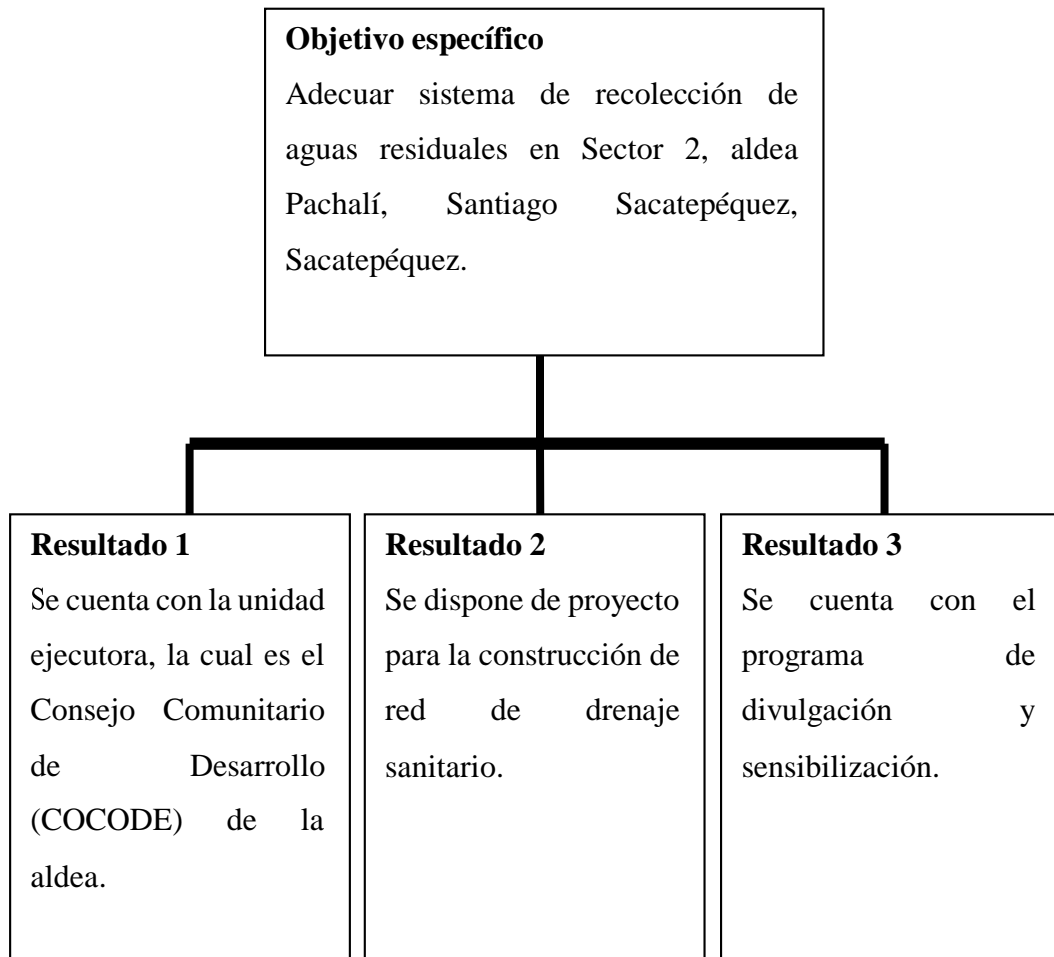 Objetivo específico
Adecuar sistema de recolección de
aguas residuales en Sector 2, aldea
Pachalí, Santiago Sacatepéquez,
Sacatepéquez.
Resultado 1
Se cuenta con la unidad
ejecutora, la cual es el
Consejo Comunitario
de Desarrollo
(COCODE) de la
aldea.
Resultado 2
Se dispone de proyecto
para la construcción de
red de drenaje
sanitario.
Resultado 3
Se cuenta con el
programa de
divulgación y
sensibilización.